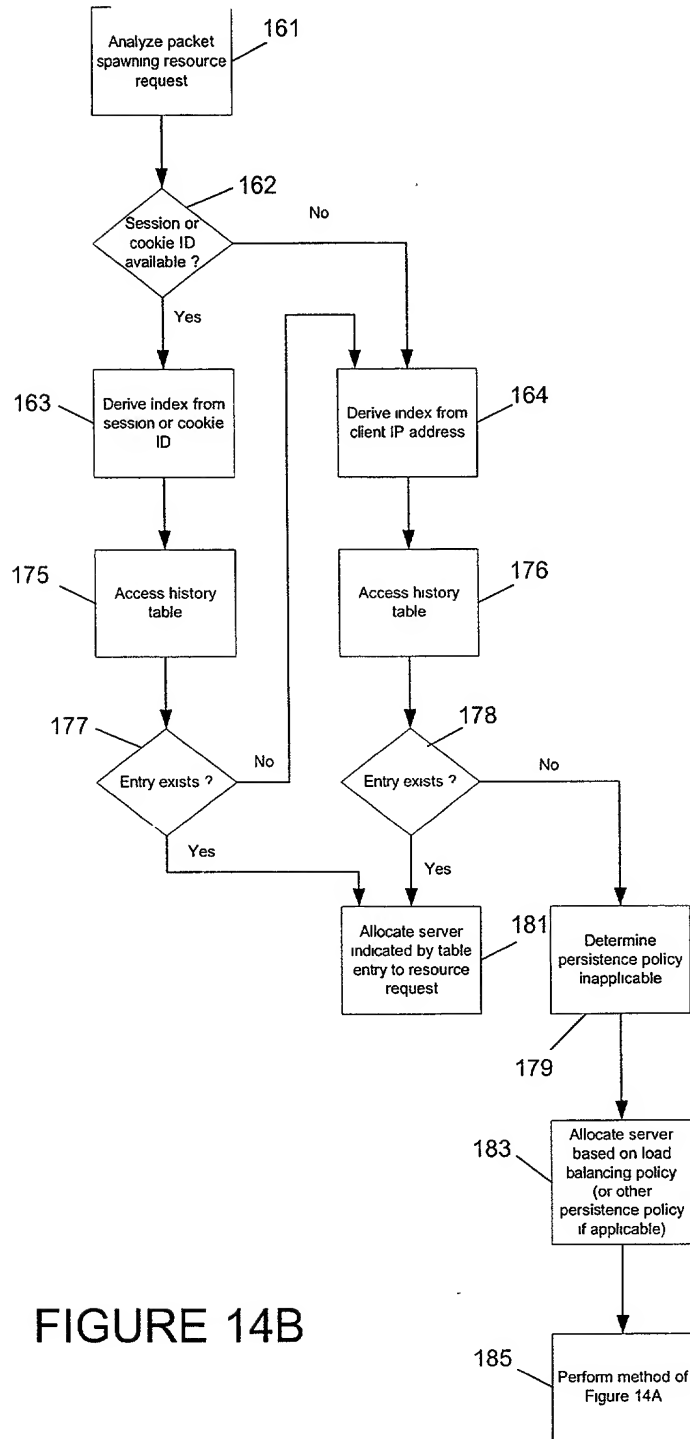 Analyze packet
spawning resource
request
161
162
Session or
cookie ID
available ?
No
Yes
163
Derive index from
session or cookie
ID
Derive index from
client IP address
164
175
Access history
table
Access history
table
176
177
Entry exists ?
No
178
Entry exists ?
No
Yes
Yes
Allocate server
indicated by table
entry to resource
request
181
Determine
persistence policy
inapplicable
179
183
Allocate server
based on load
balancing policy
(or other
persistence policy
if applicable)
FIGURE 14B
185
Perform method of
Figure 14A